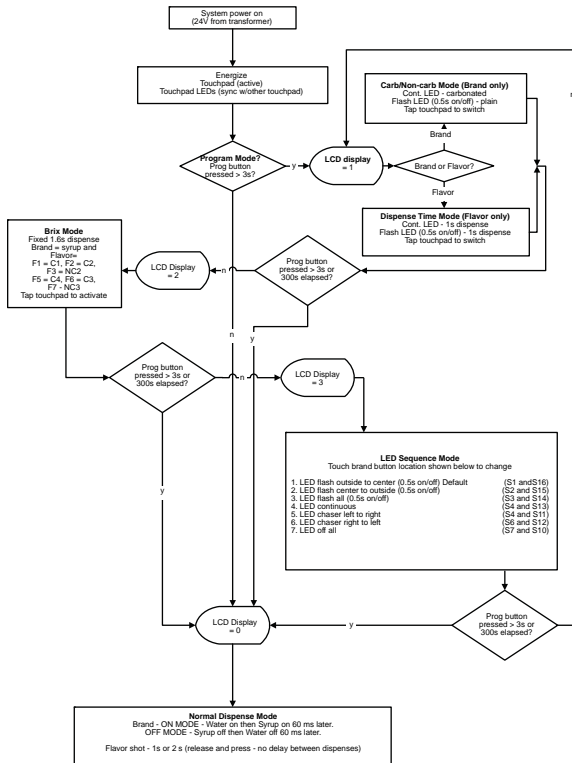 System power on
(24V from transformer)
Energize
Touchpad (active)
Touchpad LEDs (sync w/other touchpad)
Program Mode?
Prog button
pressed > 3s?
y
LCD display
= 1
Brand or Flavor?
Brand
Carb/Non-carb Mode (Brand only)
Cont. LED - carbonated
Flash LED (0.5s on/off) - plain
Tap touchpad to switch
Flavor
Dispense Time Mode (Flavor only)
Cont. LED - 1s dispense
Flash LED (0.5s on/off) - 1s dispense
Tap touchpad to switch
Prog button
pressed > 3s or
300s elapsed?
n
LCD Display
= 2
Brix Mode
Fixed 1.6s dispense
Brand = syrup and
Flavor=
F1 = C1, F2 = C2,
F3 = NC2
F5 = C4, F6 = C3,
F7 - NC3
Tap touchpad to activate
n
y
Prog button
pressed > 3s or
300s elapsed?
n
LCD Display
= 3
LED Sequence Mode
Touch brand button location shown below to change
1. LED flash outside to center (0.5s on/off) Default (S1 andS16)
2. LED flash center to outside (0.5s on/off) (S2 and S15)
3. LED flash all (0.5s on/off) (S3 and S14)
4. LED continuous (S4 and S13)
5. LED chaser left to right (S4 and S11)
6. LED chaser right to left (S6 and S12)
7. LED off all (S7 and S10)
y
Prog button
pressed > 3s or
300s elapsed?
y
LCD Display
= 0
Normal Dispense Mode
Brand - ON MODE - Water on then Syrup on 60 ms later.
OFF MODE - Syrup off then Water off 60 ms later.
Flavor shot - 1s or 2 s (release and press - no delay between dispenses)